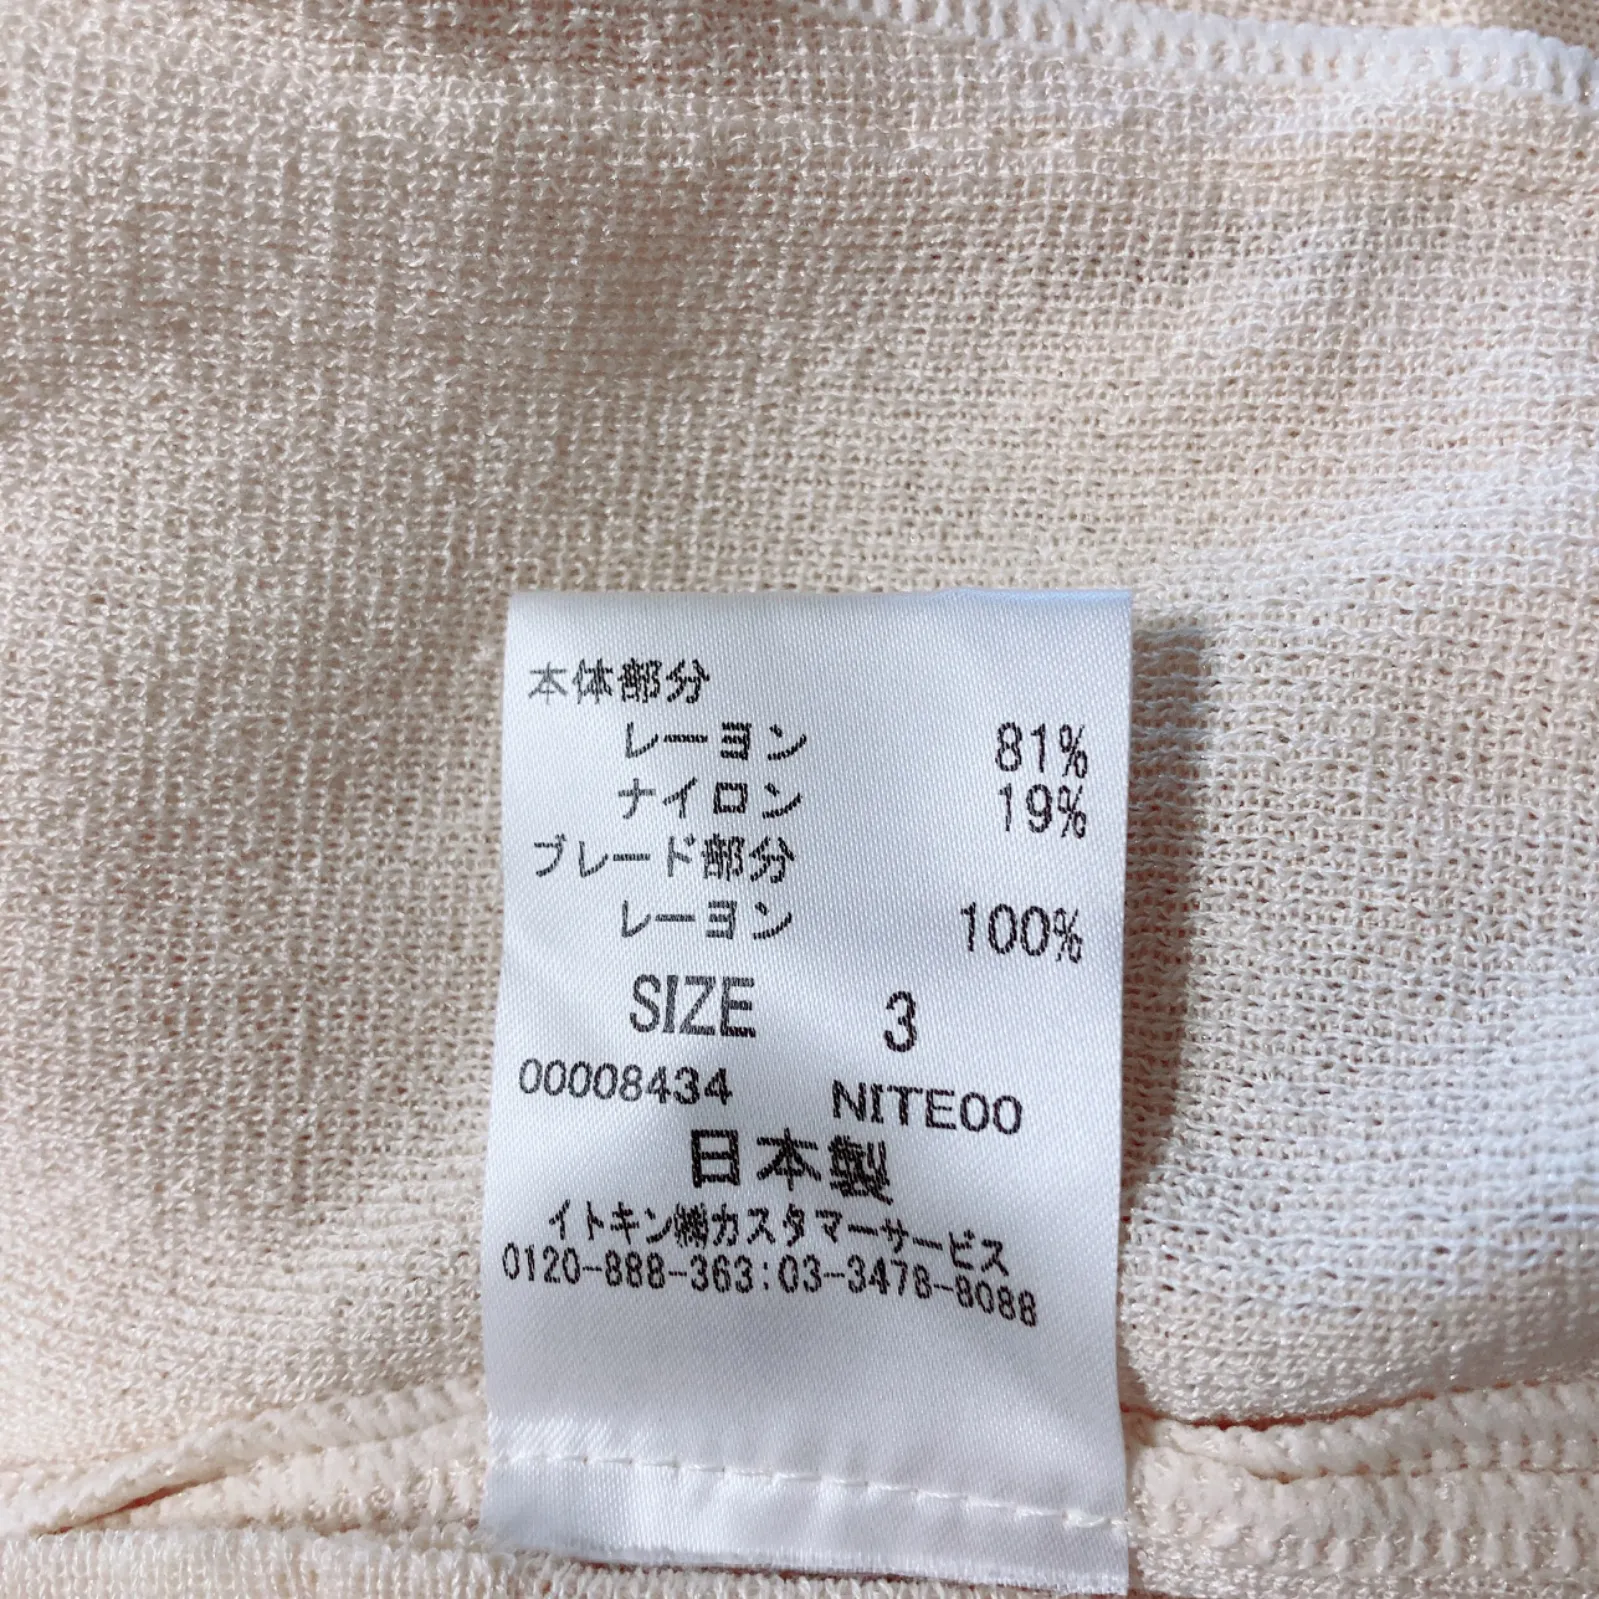 本体部分
レーヨン 81%
ナイロン 19%
ブレード部分
レーヨン 100%
SIZE 3
00008434 NITE00
日本製
イトキン㈱カスタマーサービス
0120-888-363:03-3478-8088